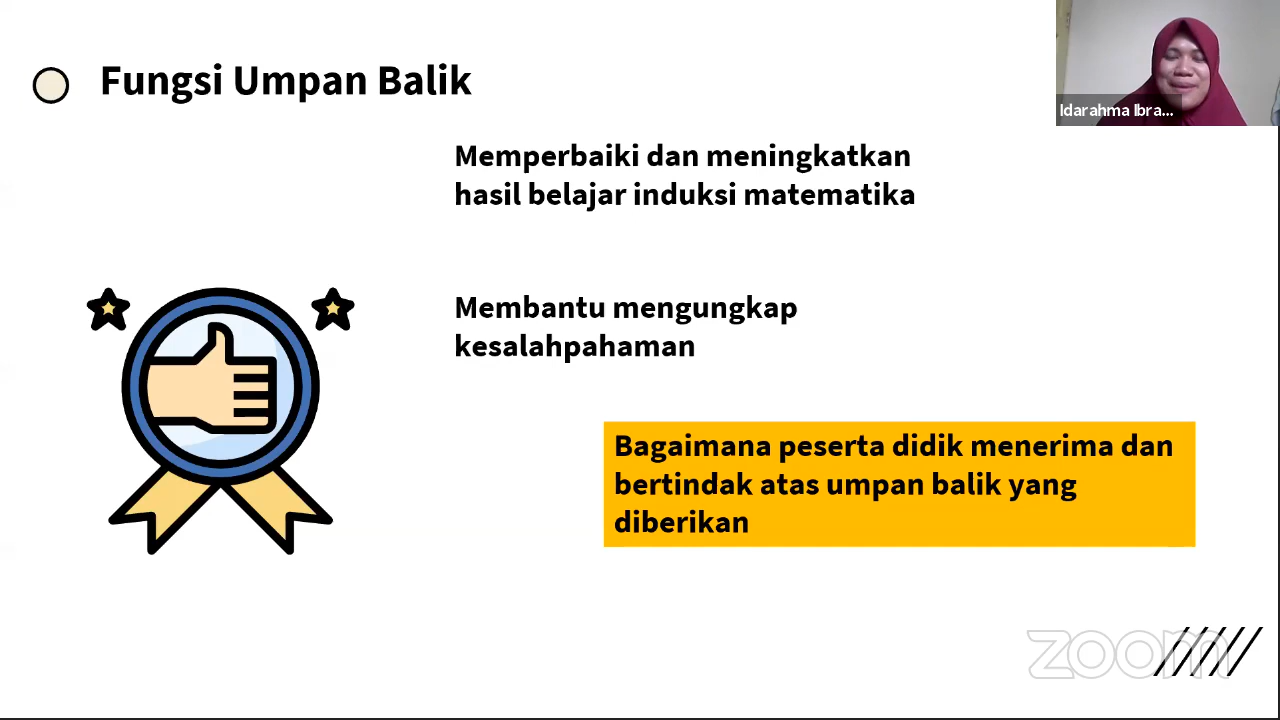 Fungsi Umpan Balik
Idarahma Ibra...
Memperbaiki dan meningkatkan
hasil belajar induksi matematika
Membantu mengungkap
kesalahpahaman
Bagaimana peserta didik menerima dan
bertindak atas umpan balik yang
diberikan
zoom